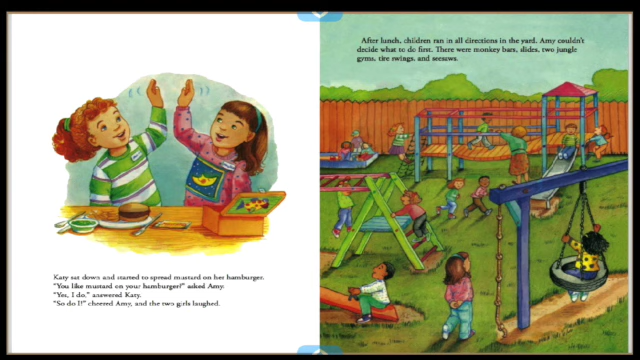 Katy sat down and started to spread mustard on her hamburger.
"You like mustard on your hamburger?" asked Amy.
"Yes, I do," answered Katy.
"So do I!" cheered Amy, and the two girls laughed.
After lunch, children ran in all directions in the yard. Amy couldn't
decide what to do first. There were monkey bars, slides, two jungle
gyms, tire swings, and seesaws.